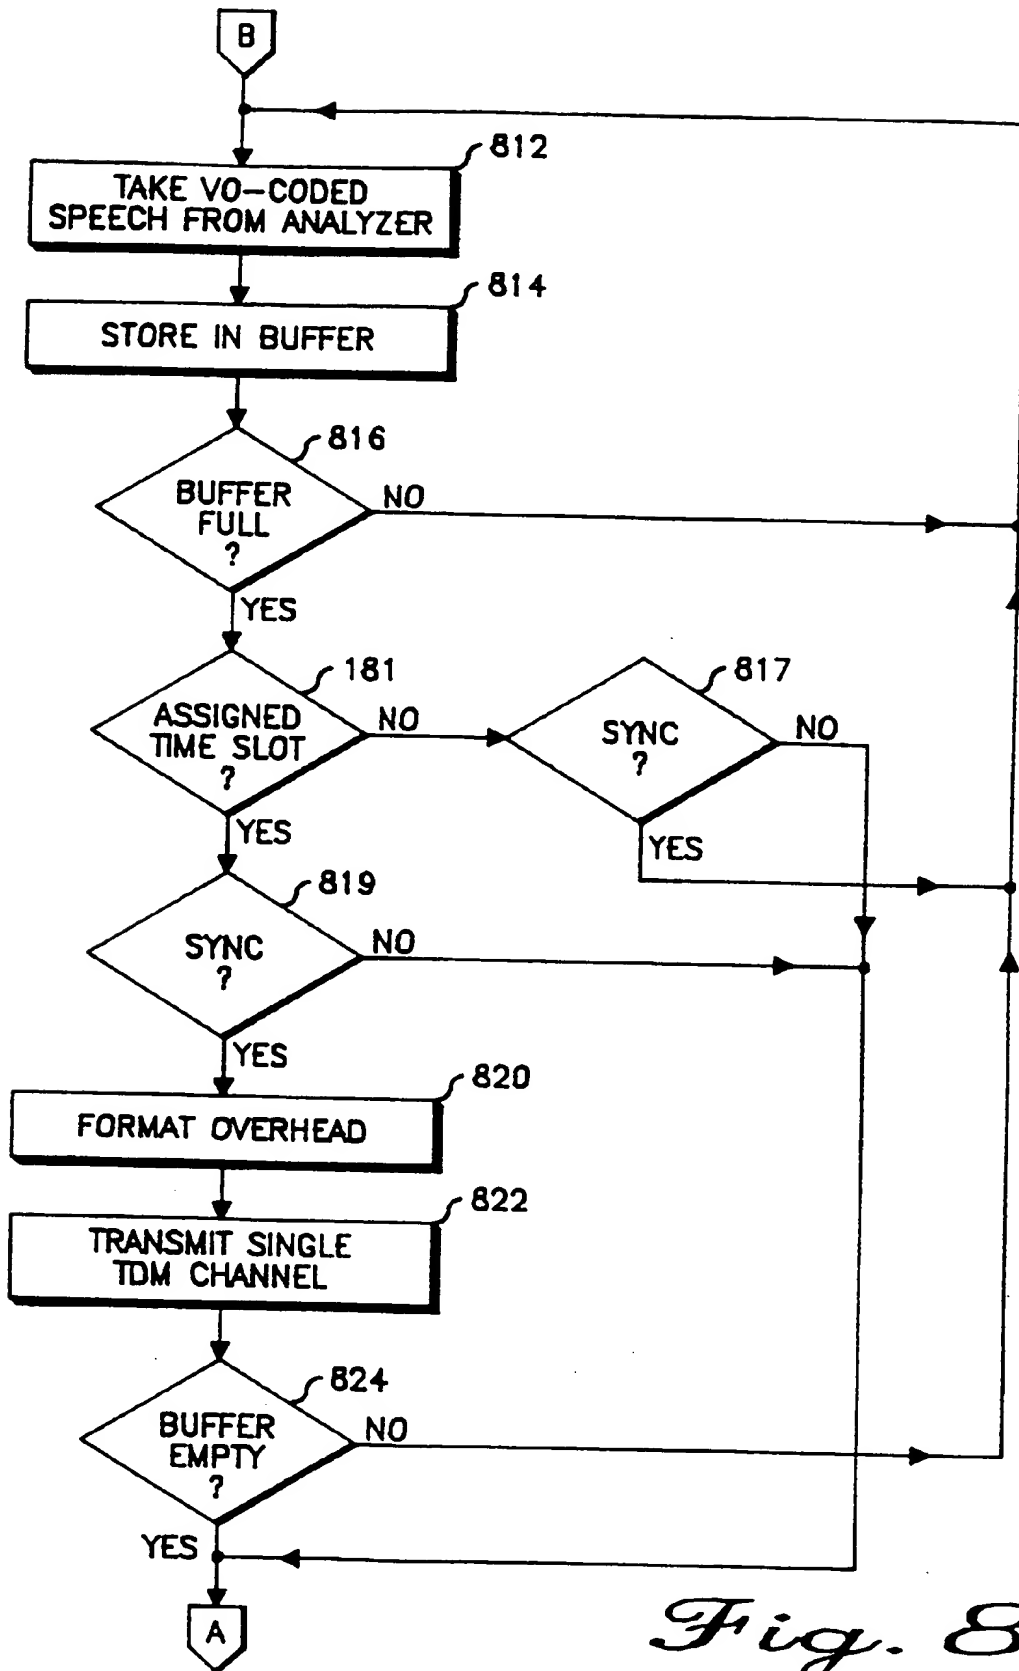 B
812
TAKE VO-CODED
SPEECH FROM ANALYZER
814
STORE IN BUFFER
816
BUFFER
FULL
?
NO
YES
181
ASSIGNED
TIME SLOT
?
NO
YES
817
SYNC
?
NO
YES
819
SYNC
?
NO
YES
820
FORMAT OVERHEAD
822
TRANSMIT SINGLE
TDM CHANNEL
824
BUFFER
EMPTY
?
NO
YES
A
Fig. 8